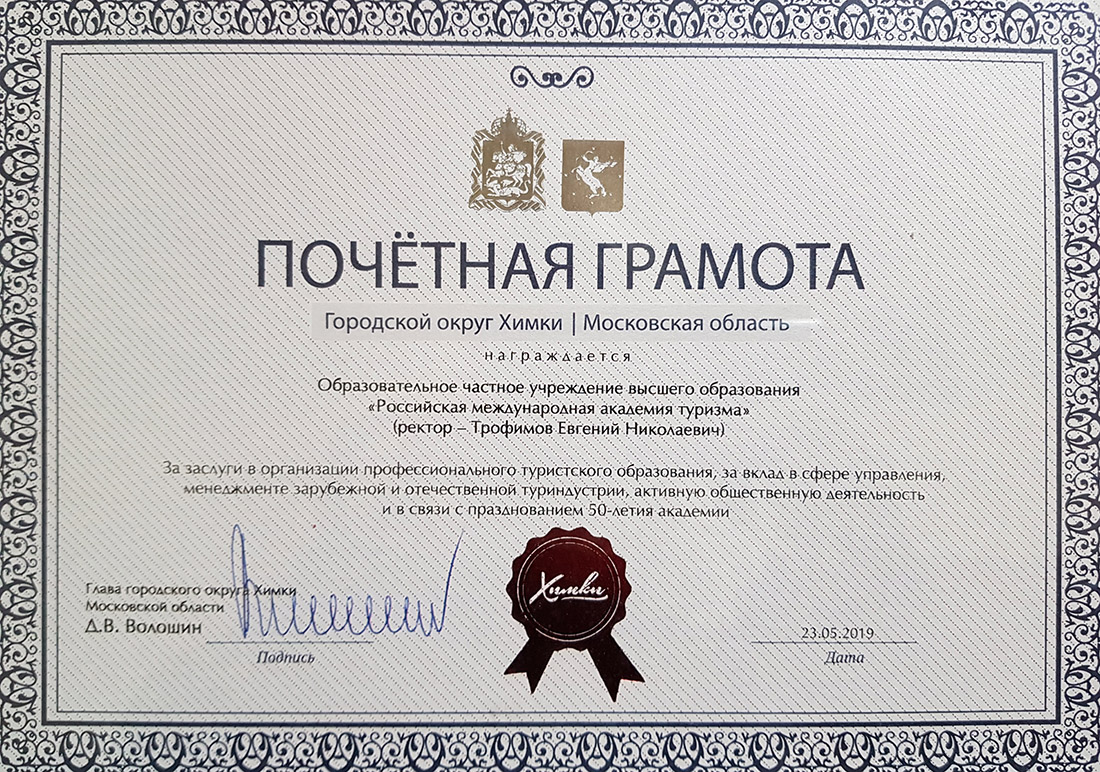 ПОЧЁТНАЯ ГРАМОТА
Городской округ Химки | Московская область
награждается
Образовательное частное учреждение высшего образования
«Российская международная академия туризма»
(ректор – Трофимов Евгений Николаевич)
За заслуги в организации профессионального туристского образования, за вклад в сфере управления,
менеджменте зарубежной и отечественной туриндустрии, активную общественную деятельность
и в связи с празднованием 50-летия академии
Глава городского округа Химки
Московской области
Д.В. Волошин
Подпись
Химки
23.05.2019
Дата